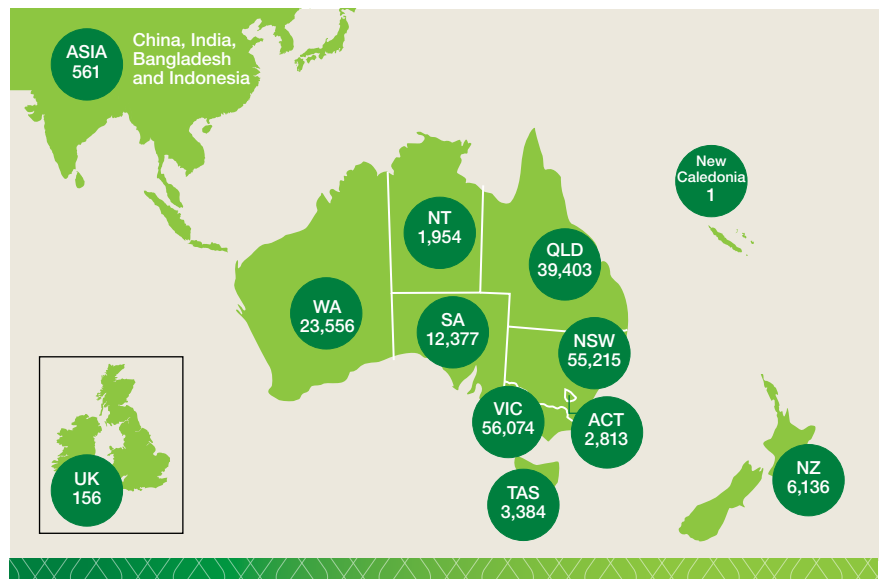 ASIA
561
China, India,
Bangladesh
and Indonesia
New
Caledonia
1
NT
1,954
QLD
39,403
WA
23,556
SA
12,377
NSW
55,215
VIC
56,074
ACT
2,813
UK
156
TAS
3,384
NZ
6,136